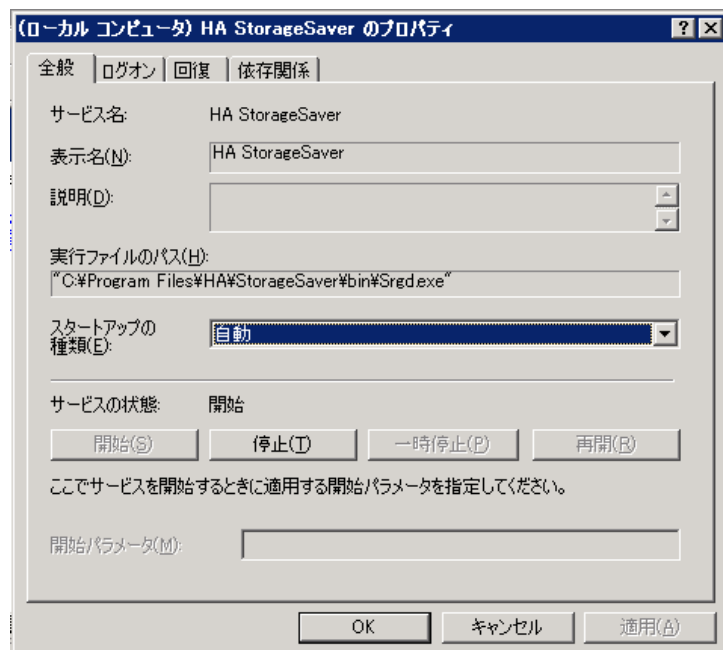 (ローカル コンピュータ) HA StorageSaver のプロパティ
全般 ログオン 回復 依存関係
サービス名: HA StorageSaver
表示名(N): HA StorageSaver
説明(D):
実行ファイルのパス(H):
"C:¥Program Files¥HA¥StorageSaver¥bin¥Srgd.exe"
スタートアップの
種類(E):
自動
サービスの状態: 開始
開始(S) 停止(T) 一時停止(P) 再開(R)
ここでサービスを開始するときに適用する開始パラメータを指定してください。
開始パラメータ(M):
OK キャンセル 適用(A)